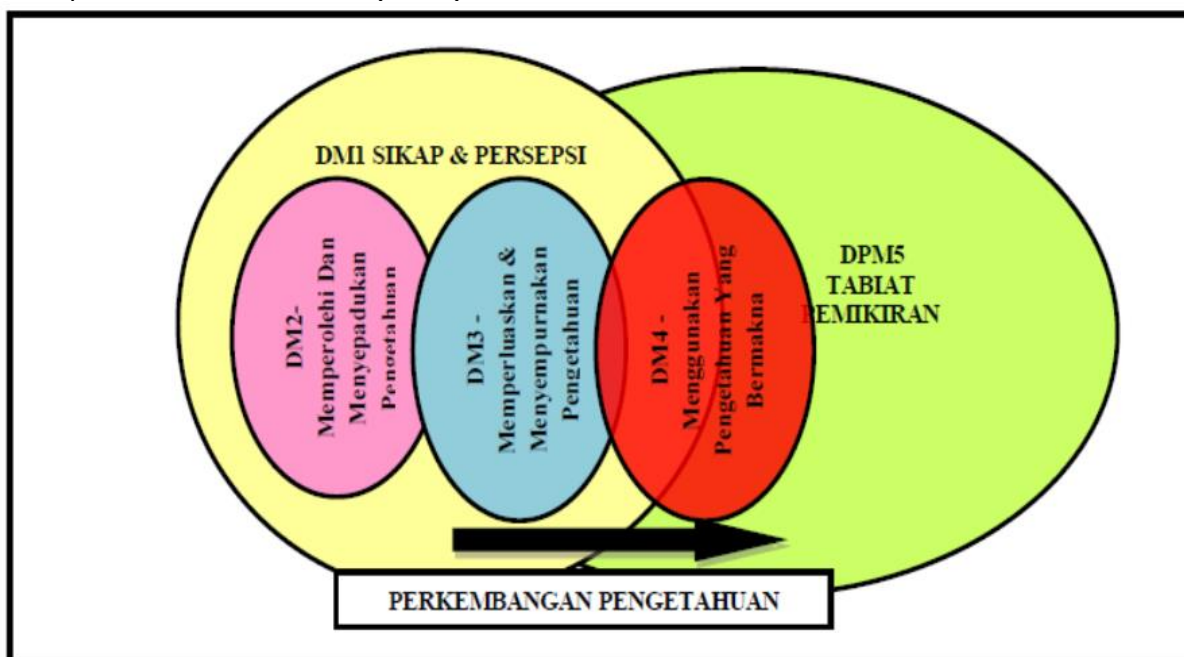 DM1 SIKAP & PERSEPSI
DM2-
Memperolehi Dan
Menyepadukan
Pengetahuan
DM3 -
Memperluaskan &
Menyempurnakan
Pengetahuan
DM4 -
Menggunakan
Pengetahuan Yang
Bermakna
DPM5
TABIAT
PEMIKIRAN
PERKEMBANGAN PENGETAHUAN